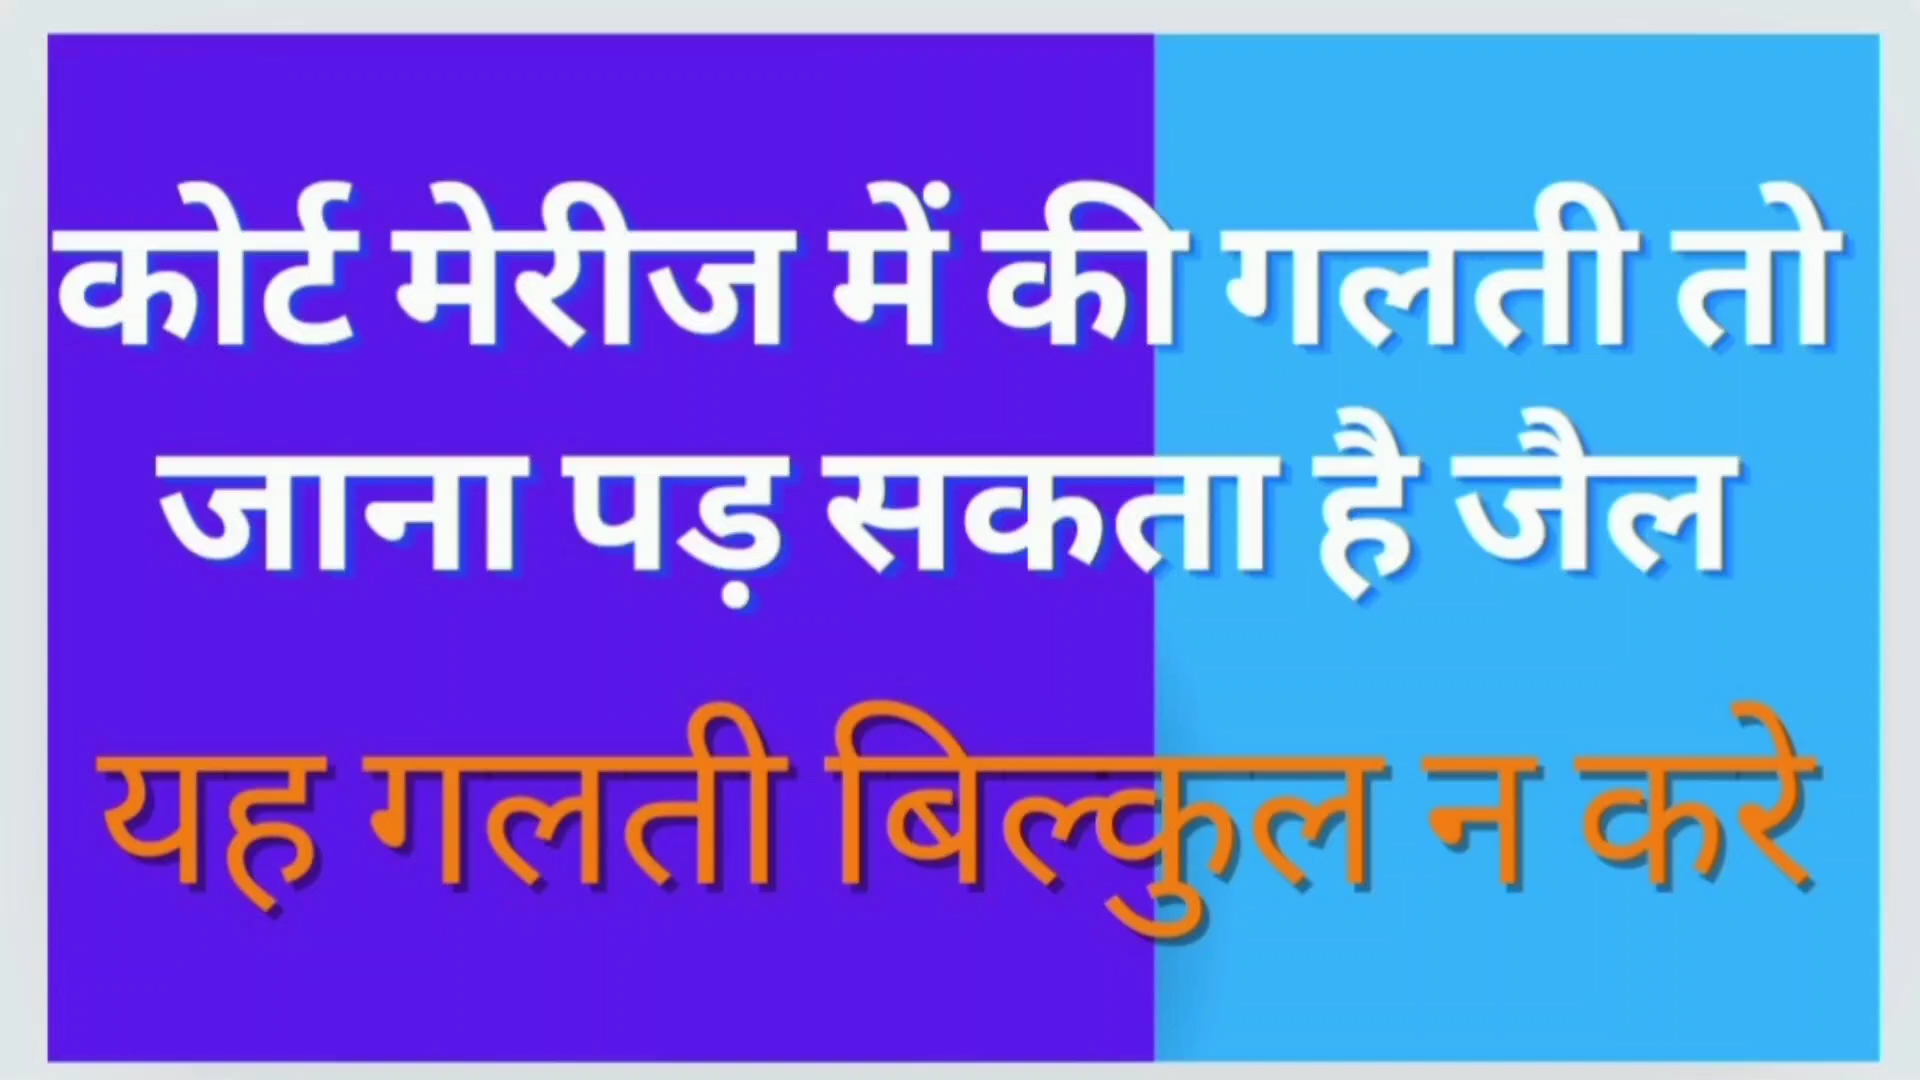 कोर्ट मेरीज में की गलती तो
जाना पड़ सकता है जैल
यह गलती बिल्कुल न करे